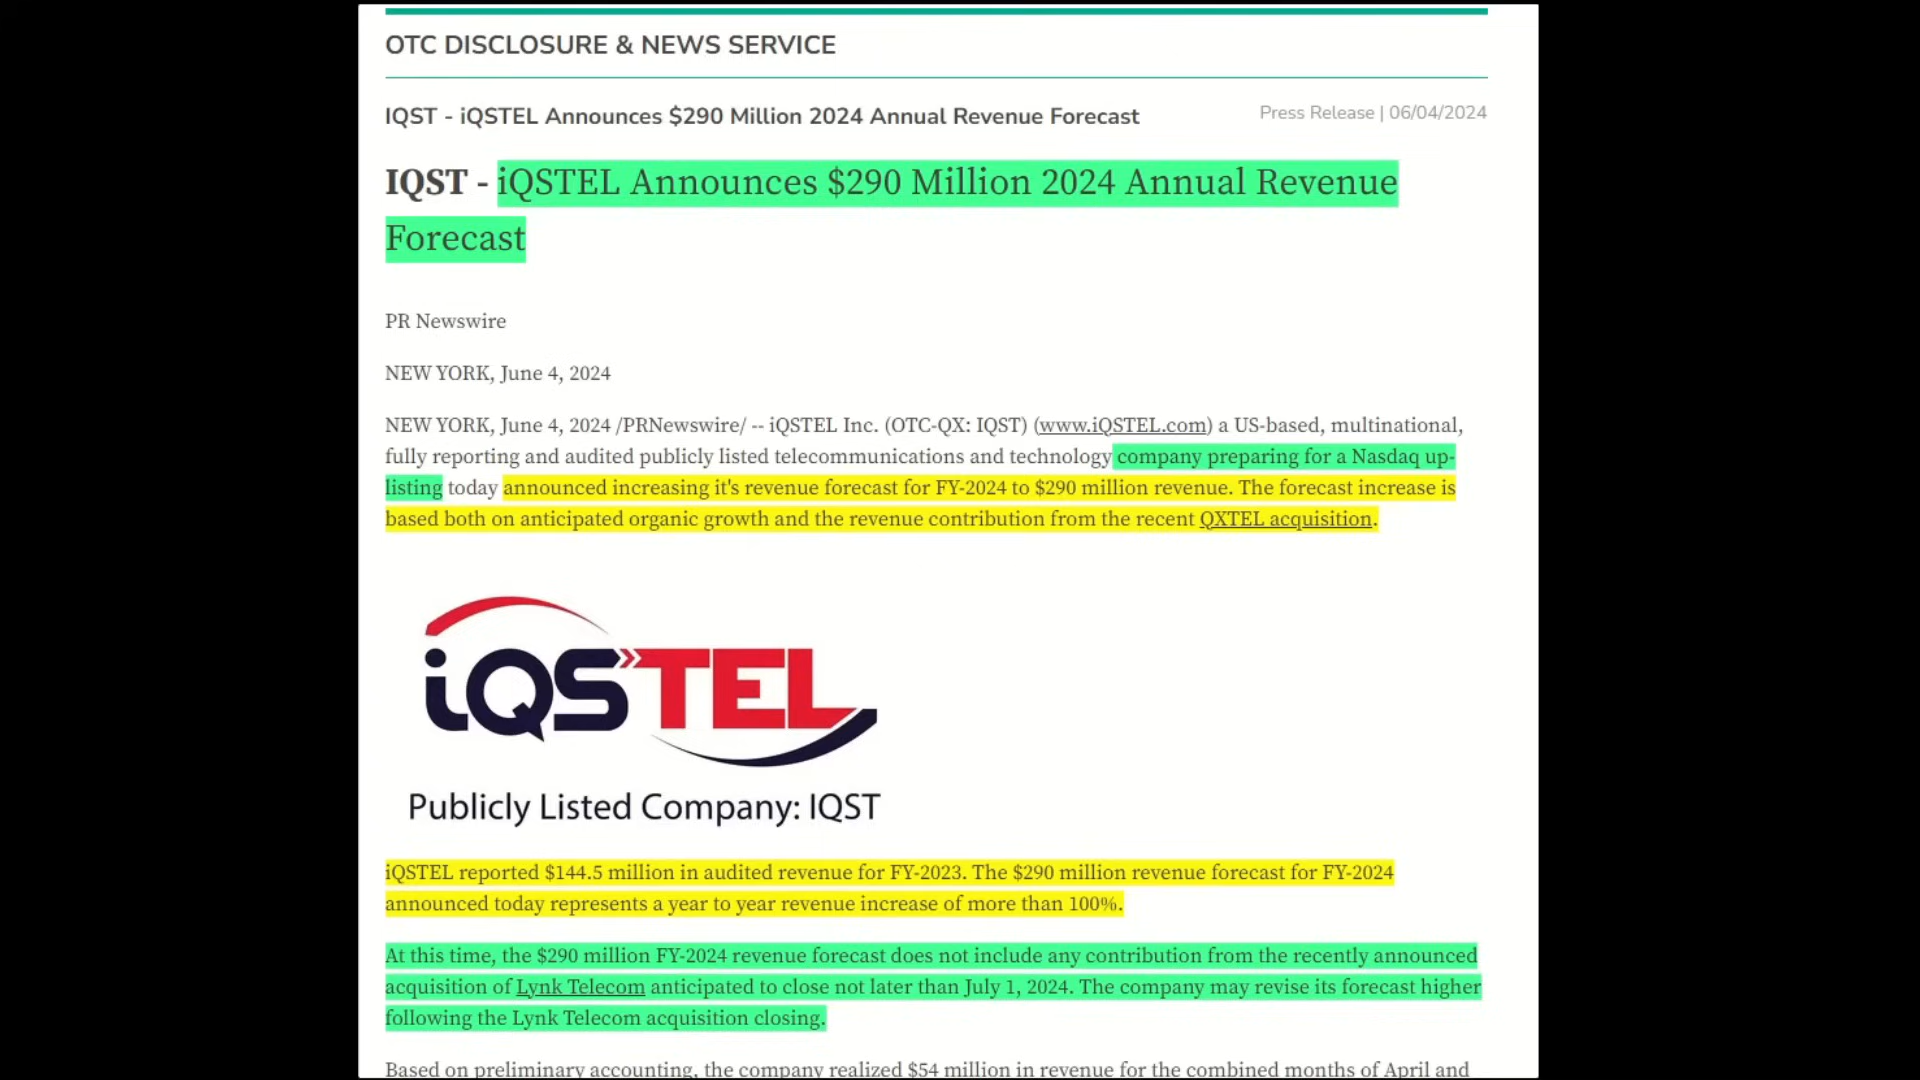 OTC DISCLOSURE & NEWS SERVICE
IQST - iQSTEL Announces $290 Million 2024 Annual Revenue Forecast
Press Release | 06/04/2024
IQST - iQSTEL Announces $290 Million 2024 Annual Revenue
Forecast
PR Newswire
NEW YORK, June 4, 2024
NEW YORK, June 4, 2024 /PRNewswire/ -- iQSTEL Inc. (OTC-QX: IQST) (www.iQSTEL.com) a US-based, multinational,
fully reporting and audited publicly listed telecommunications and technology company preparing for a Nasdaq up-
listing today announced increasing it's revenue forecast for FY-2024 to $290 million revenue. The forecast increase is
based both on anticipated organic growth and the revenue contribution from the recent QXTEL acquisition.
iQSTEL
Publicly Listed Company: IQST
iQSTEL reported $144.5 million in audited revenue for FY-2023. The $290 million revenue forecast for FY-2024
announced today represents a year to year revenue increase of more than 100%.
At this time, the $290 million FY-2024 revenue forecast does not include any contribution from the recently announced
acquisition of Lynk Telecom anticipated to close not later than July 1, 2024. The company may revise its forecast higher
following the Lynk Telecom acquisition closing.
Based on preliminary accounting, the company realized $54 million in revenue for the combined months of April and